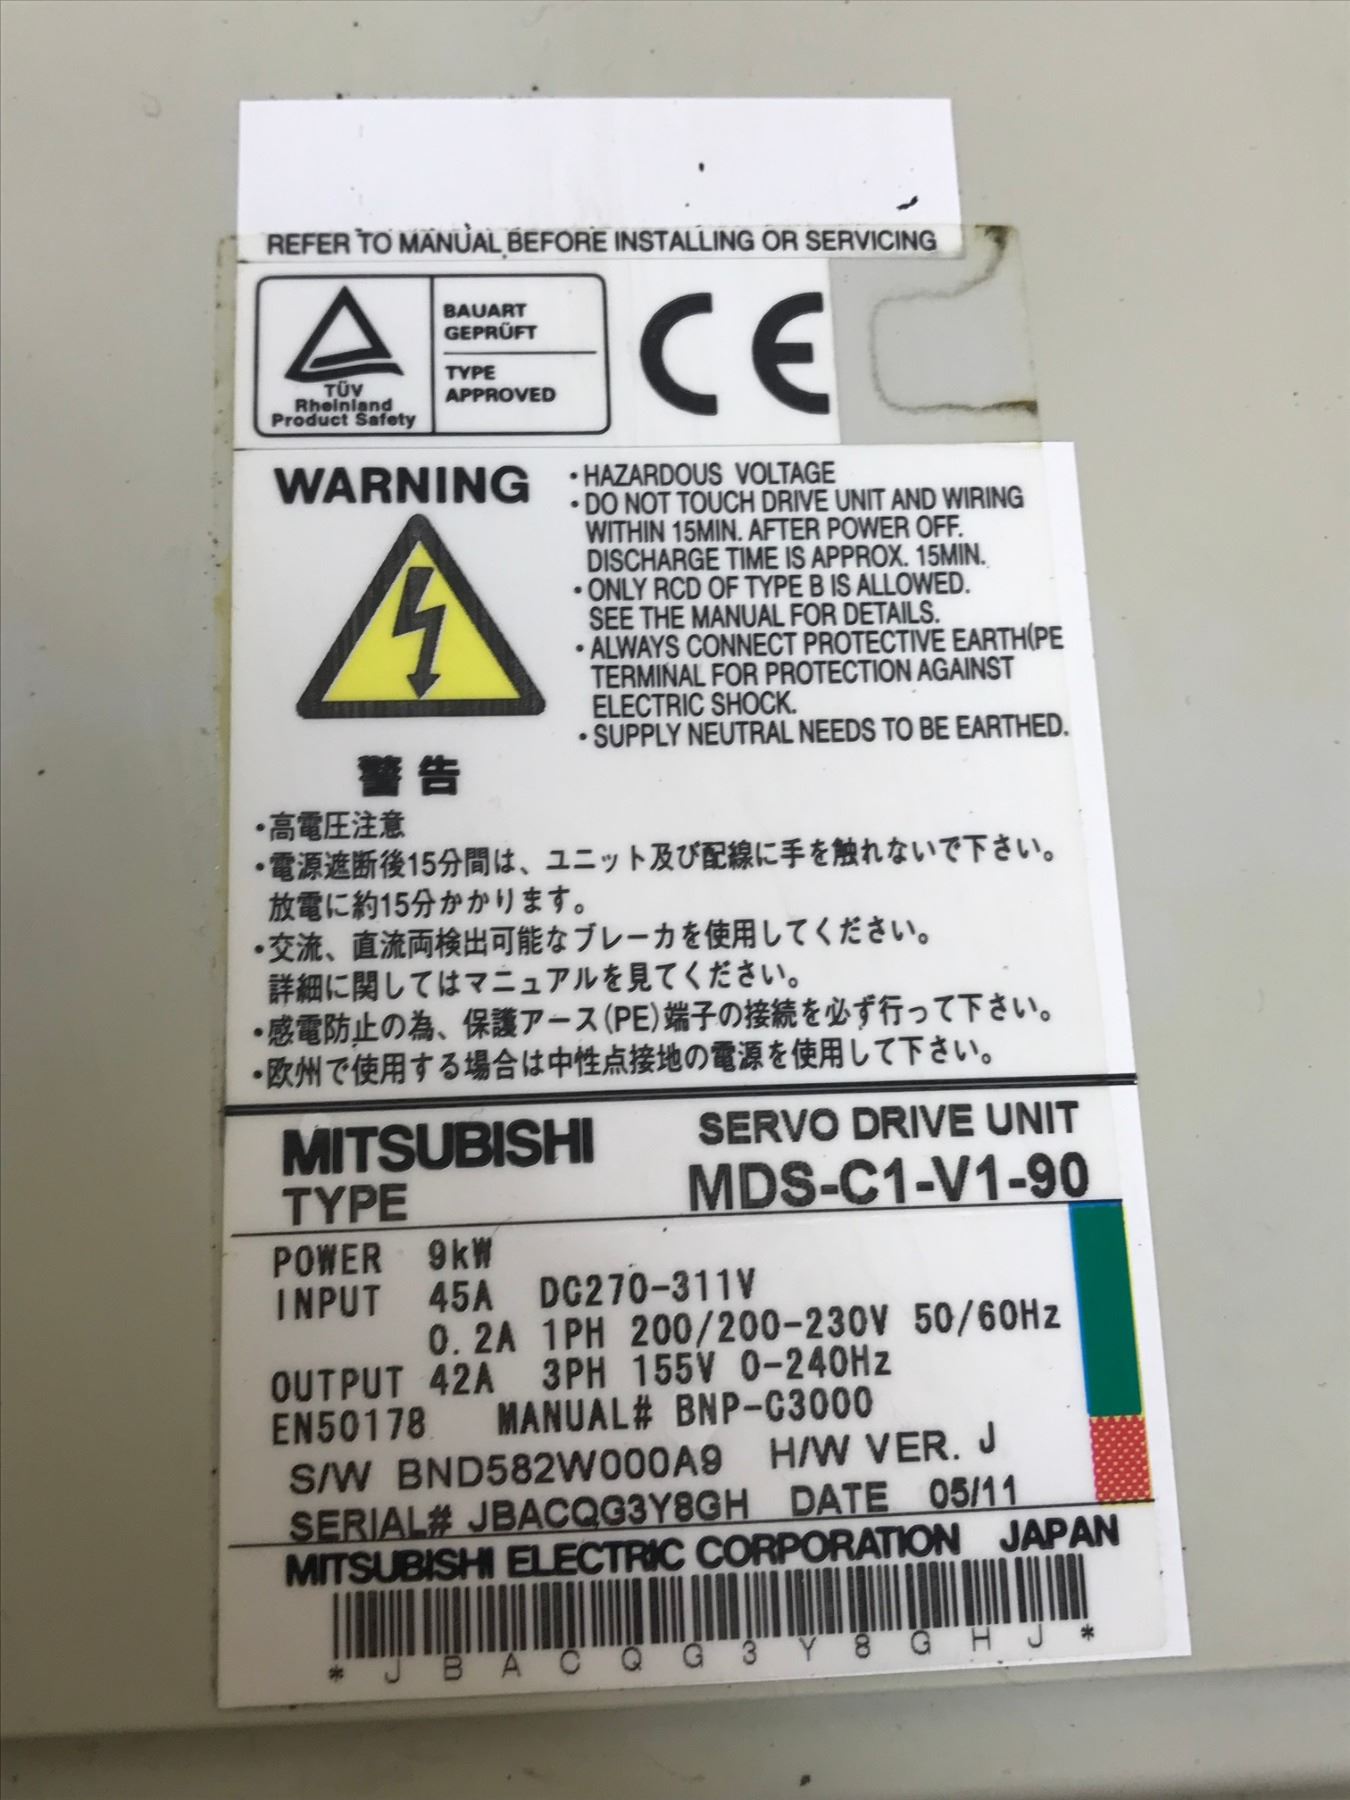 REFER TO MANUAL BEFORE INSTALLING OR SERVICING
TÜV
Rheinland
Product Safety
BAUART
GEPRÜFT
TYPE
APPROVED
CE
WARNING
・HAZARDOUS VOLTAGE
・DO NOT TOUCH DRIVE UNIT AND WIRING
WITHIN 15MIN. AFTER POWER OFF.
DISCHARGE TIME IS APPROX. 15MIN.
・ONLY RCD OF TYPE B IS ALLOWED.
SEE THE MANUAL FOR DETAILS.
・ALWAYS CONNECT PROTECTIVE EARTH(PE
TERMINAL FOR PROTECTION AGAINST
ELECTRIC SHOCK.
・SUPPLY NEUTRAL NEEDS TO BE EARTHED.
警告
・高電圧注意
・電源遮断後15分間は、ユニット及び配線に手を触れないで下さい。
放電に約15分かかります。
・交流、直流両検出可能なブレーカを使用してください。
詳細に関してはマニュアルを見てください。
・感電防止の為、保護アース(PE)端子の接続を必ず行って下さい。
・欧州で使用する場合は中性点接地の電源を使用して下さい。
MITSUBISHI SERVO DRIVE UNIT
TYPE MDS-C1-V1-90
POWER 9kW
INPUT 45A DC270-311V
0.2A 1PH 200/200-230V 50/60Hz
OUTPUT 42A 3PH 155V 0-240Hz
EN50178 MANUAL# BNP-C3000
S/W BND582W000A9 H/W VER. J
SERIAL# JBACQG3Y8GH DATE 05/11
MITSUBISHI ELECTRIC CORPORATION JAPAN
* J B A C Q G 3 Y 8 G H J *